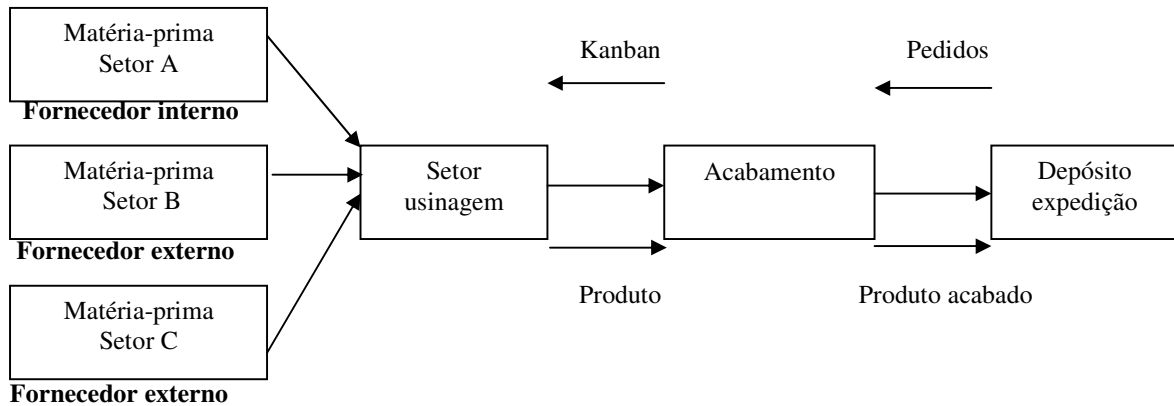 Matéria-prima
Setor A
Fornecedor interno
Matéria-prima
Setor B
Fornecedor externo
Matéria-prima
Setor C
Fornecedor externo
Kanban
Pedidos
Setor
usinagem
Acabamento
Depósito
expedição
Produto
Produto acabado